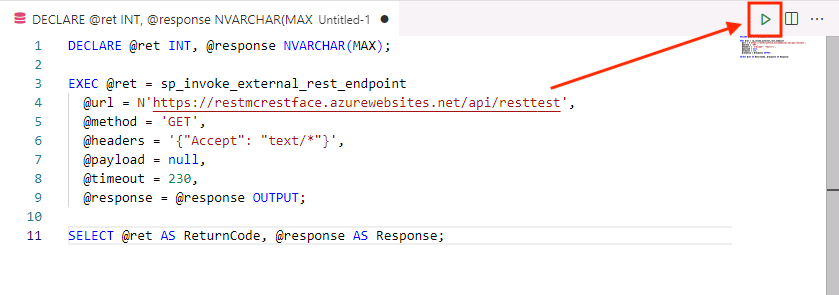 DECLARE @ret INT, @response NVARCHAR(MAX Untitled-1
1 DECLARE @ret INT, @response NVARCHAR(MAX);
2
3 EXEC @ret = sp_invoke_external_rest_endpoint
4 @url = N'https://restmcrestface.azurewebsites.net/api/resttest',
5 @method = 'GET',
6 @headers = '{"Accept": "text/*"}',
7 @payload = null,
8 @timeout = 230,
9 @response = @response OUTPUT;
10
11 SELECT @ret AS ReturnCode, @response AS Response;